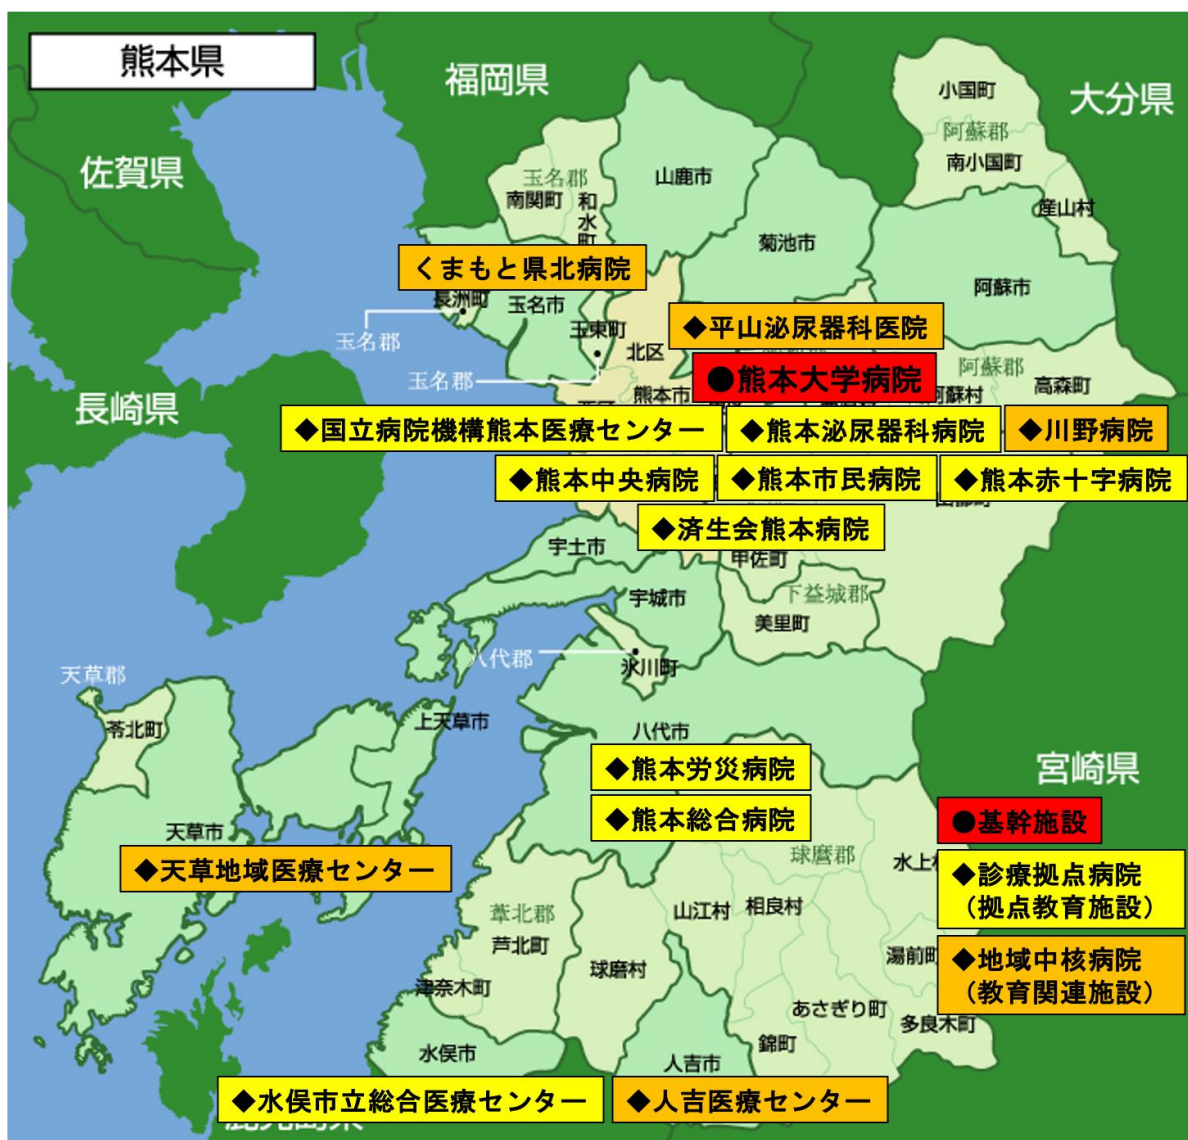 熊本県
福岡県
大分県
佐賀県
長崎県
宮崎県
小国町
阿蘇郡
南小国町
産山村
山鹿市
玉名郡
南関町
和水町
菊池市
阿蘇市
くまもと県北病院
長洲町
玉名市
玉東町
北区
玉名郡
玉名郡
◆平山泌尿器科医院
●熊本大学病院
阿蘇郡
高森町
熊本市
◆国立病院機構熊本医療センター
◆熊本泌尿器科病院
◆川野病院
◆熊本中央病院
◆熊本市民病院
◆熊本赤十字病院
◆済生会熊本病院
宇土市
甲佐町
宇城市
下益城郡
美里町
八代郡
氷川町
天草郡
苓北町
上天草市
八代市
◆熊本労災病院
◆熊本総合病院
天草市
◆天草地域医療センター
球磨郡
水上村
山江村
相良村
葦北郡
芦北町
球磨村
津奈木町
湯前町
あさぎり町
多良木町
錦町
水俣市
人吉市
◆水俣市立総合医療センター
◆人吉医療センター
●基幹施設
◆診療拠点病院
（拠点教育施設）
◆地域中核病院
（教育関連施設）